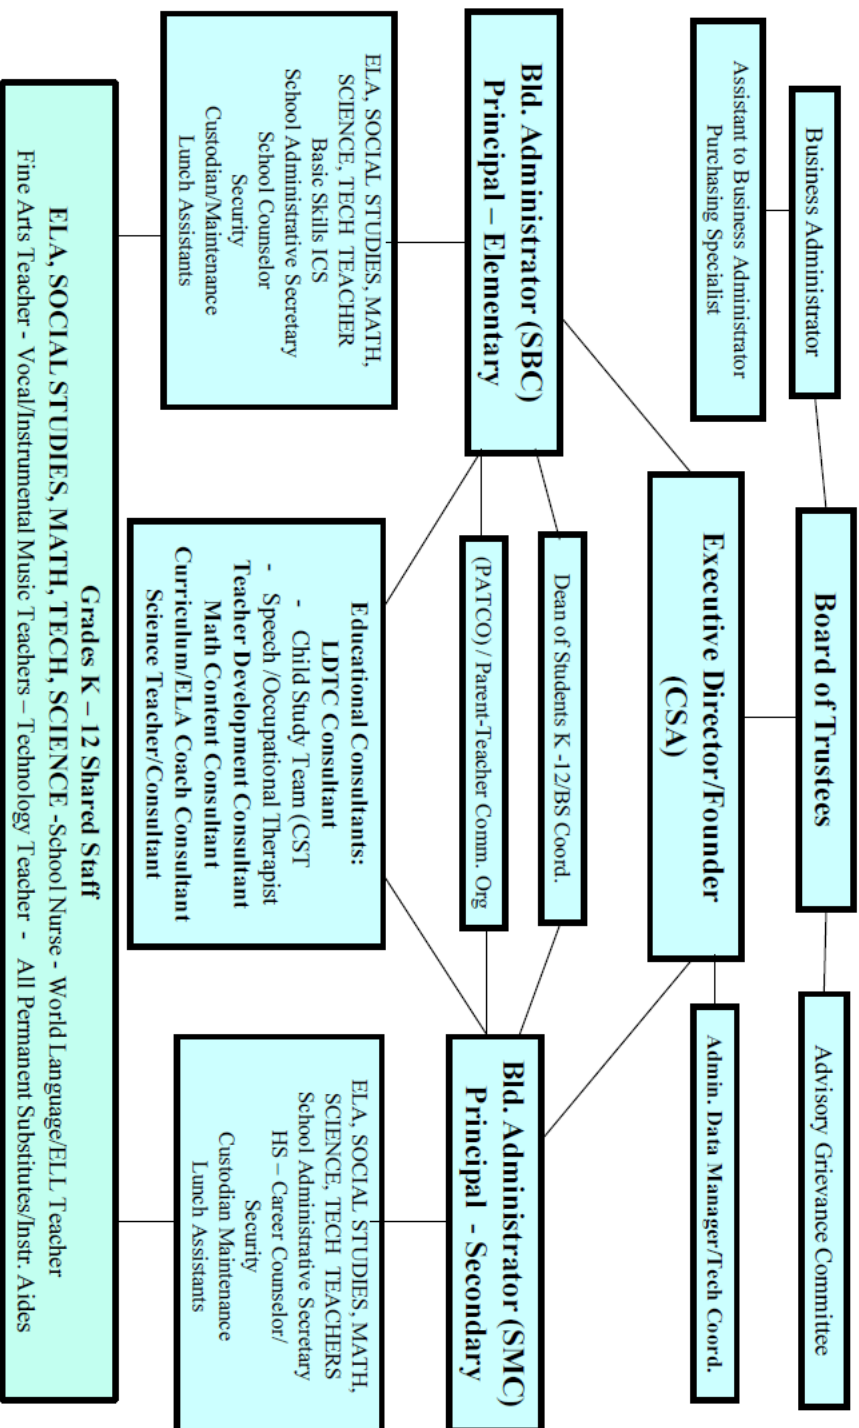 Board of Trustees
Business Administrator
Advisory Grievance Committee
Assistant to Business Administrator
Purchasing Specialist
Executive Director/Founder
(CSA)
Admin. Data Manager/Tech Coord.
Bld. Administrator (SBC)
Principal – Elementary
Dean of Students K -12/BS Coord.
(PATCO) / Parent-Teacher Comm. Org
Bld. Administrator (SMC)
Principal - Secondary
ELA, SOCIAL STUDIES, MATH,
SCIENCE, TECH TEACHER
Basic Skills ICS
School Administrative Secretary
School Counselor
Security
Custodian/Maintenance
Lunch Assistants
Educational Consultants:
LDTC Consultant
- Child Study Team (CST
- Speech /Occupational Therapist
Teacher Development Consultant
Math Content Consultant
Curriculum/ELA Coach Consultant
Science Teacher/Consultant
ELA, SOCIAL STUDIES, MATH,
SCIENCE, TECH TEACHERS
School Administrative Secretary
HS – Career Counselor/
Security
Custodian Maintenance
Lunch Assistants
Grades K – 12 Shared Staff
ELA, SOCIAL STUDIES, MATH, TECH, SCIENCE -School Nurse - World Language/ELL Teacher
Fine Arts Teacher - Vocal/Instrumental Music Teachers – Technology Teacher - All Permanent Substitutes/Instr. Aides